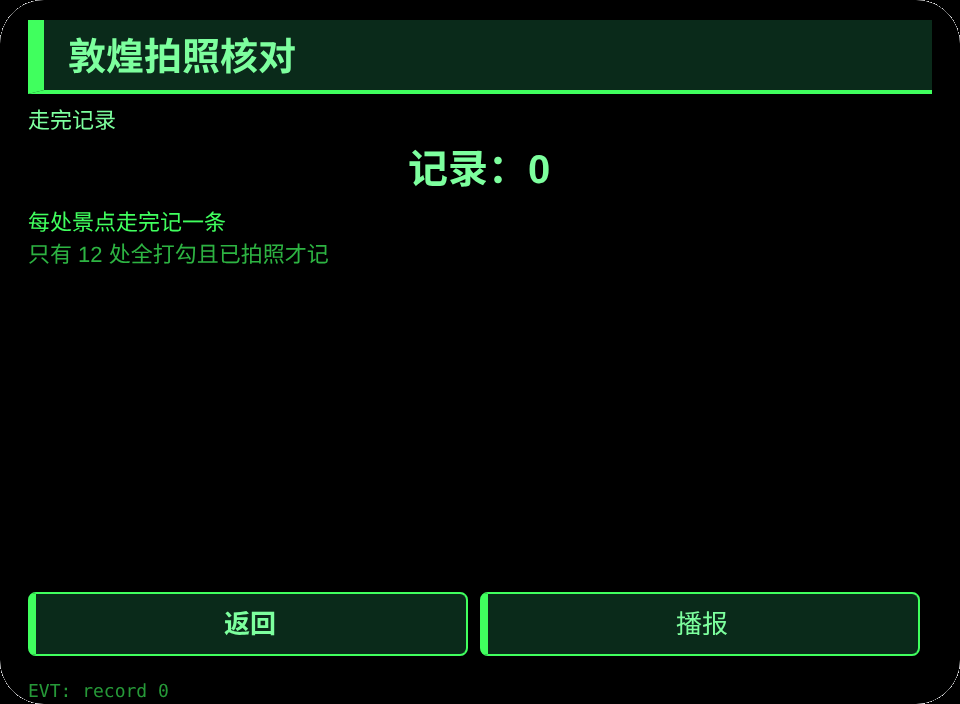 敦煌拍照核对
走完记录
记录：0
每处景点走完记一条
只有 12 处全打勾且已拍照才记
返回
播报
EVT: record 0